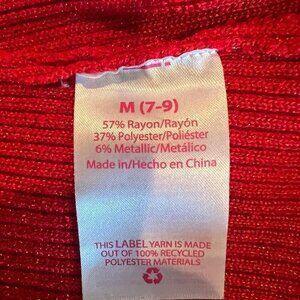 M (7-9)
57% Rayon/Rayón
37% Polyester/Poliéster
6% Metallic/Metálico
Made in/Hecho en China
THIS LABEL YARN IS MADE
OUT OF 100% RECYCLED
POLYESTER MATERIALS